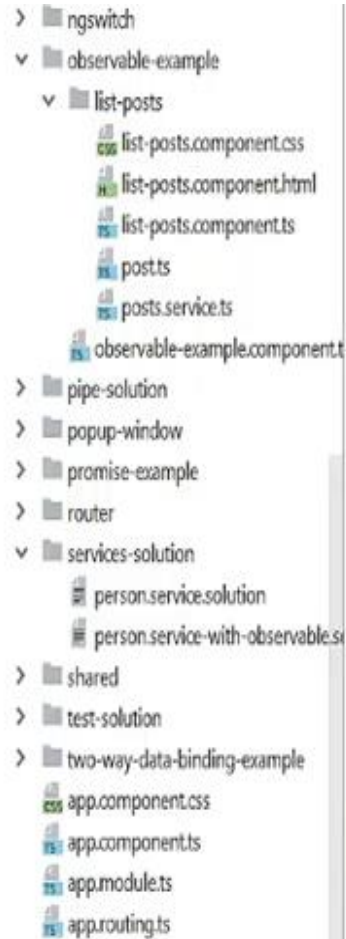 ngswitch
observable-example
list-posts
list-posts.component.css
list-posts.component.html
list-posts.component.ts
post.ts
posts.service.ts
observable-example.component.t
pipe-solution
popup-window
promise-example
router
services-solution
person.service.solution
person.service-with-observable.s
shared
test-solution
two-way-data-binding-example
app.component.css
app.component.ts
app.module.ts
app.routing.ts